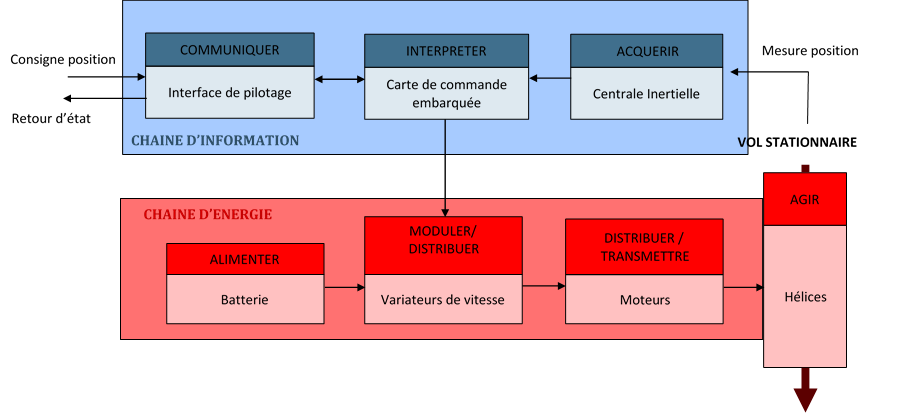 COMMUNIQUER
INTERPRETER
ACQUERIR
Mesure position
Consigne position
Interface de pilotage
Carte de commande
embarquée
Centrale Inertielle
Retour d'état
CHAINE D'INFORMATION
VOL STATIONNAIRE
CHAINE D'ENERGIE
AGIR
ALIMENTER
MODULER/
DISTRIBUER
DISTRIBUER /
TRANSMETTRE
Batterie
Variateurs de vitesse
Moteurs
Hélices